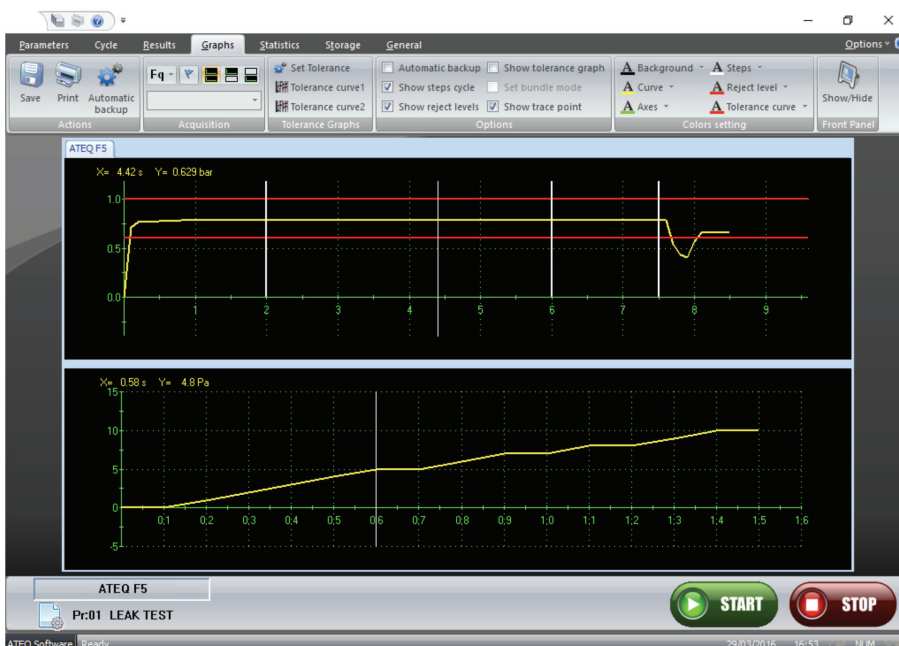 Parameters Cycle Results Graphs Statistics Storage General Options
Save Print Automatic backup
Actions
Fq
Acquisition
Set Tolerance
Tolerance curve1
Tolerance curve2
Tolerance Graphs
Automatic backup Show tolerance graph
Show steps cycle Set bundle mode
Show reject levels Show trace point
Options
A Background A Steps
A Curve A Reject level
A Axes A Tolerance curve
Colors setting
Show/Hide
Front Panel
ATEQ F5
X= 4.42 s Y= 0.629 bar
1.0
0.5
0.0
1 2 3 4 5 6 7 8 9
X= 0.58 s Y= 4.8 Pa
15
10
5
0
0.1 0.2 0.3 0.4 0.5 0.6 0.7 0.8 0.9 1.0 1.1 1.2 1.3 1.4 1.5 1.6
-5
ATEQ F5
Pr:01 LEAK TEST
START STOP
ATEQ Software Ready 29/03/2016 16:53 NUM